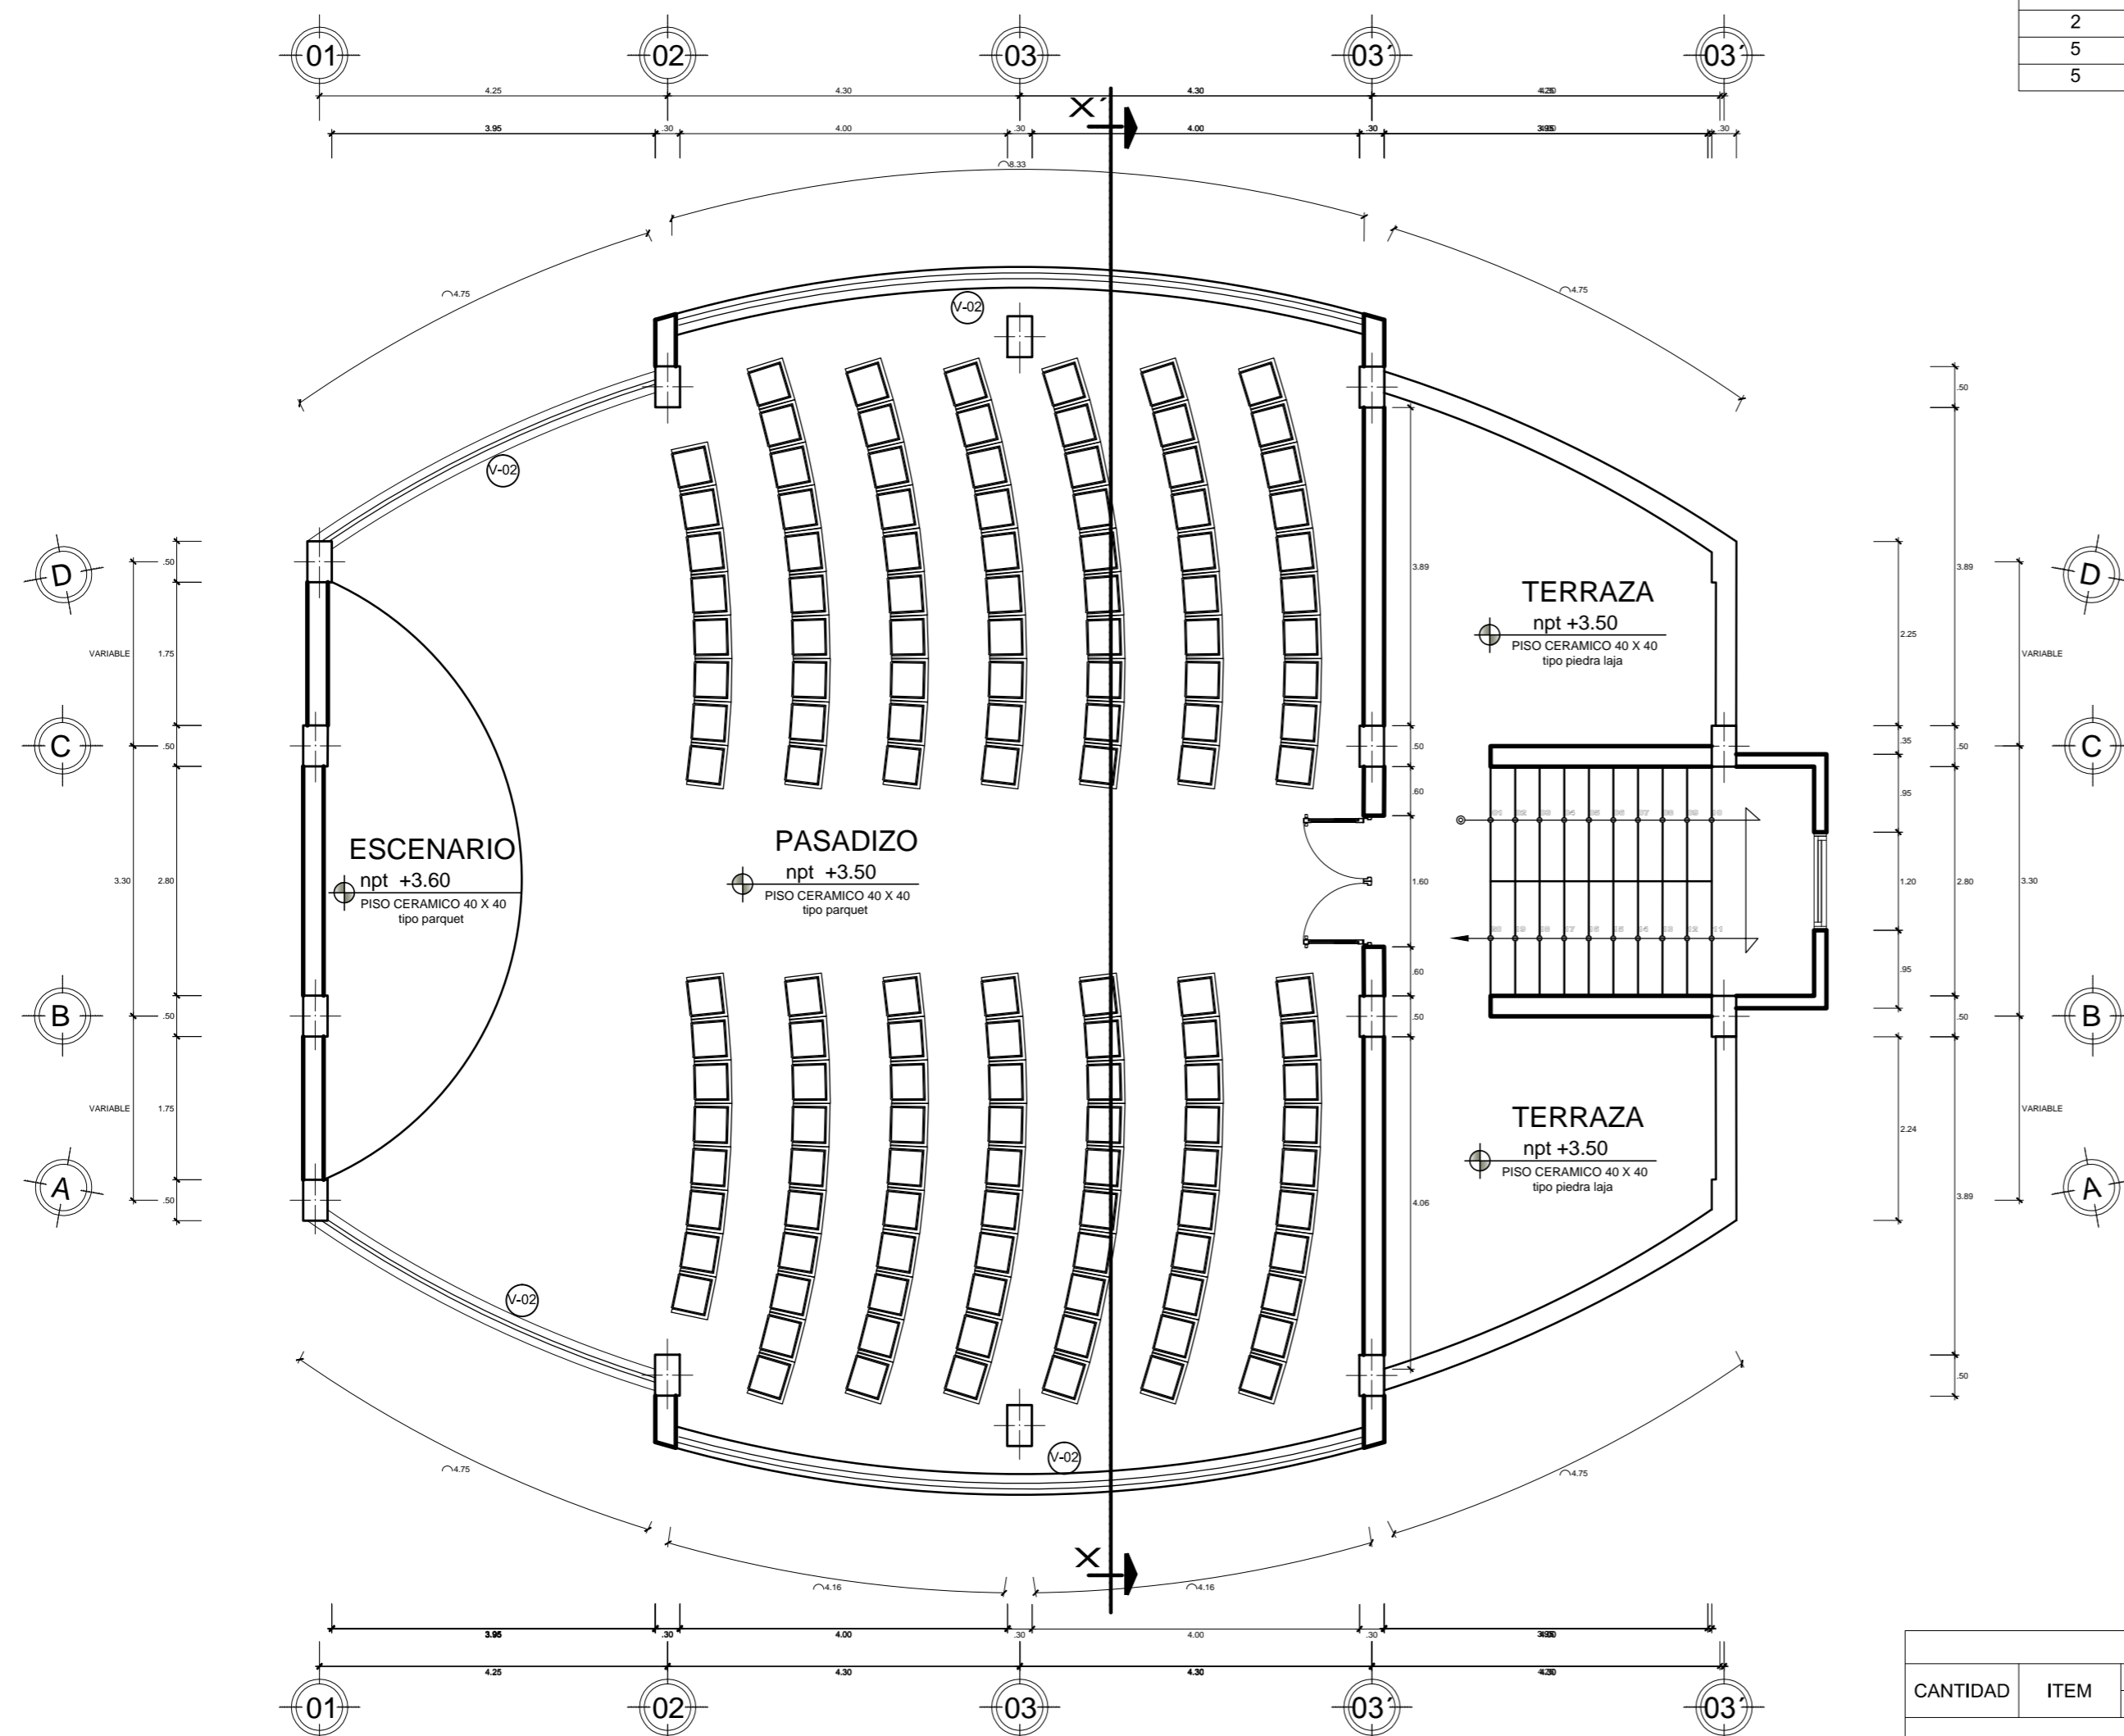 2
5
5
01
02
03
03´
03´
4.25
4.30
4.30
X´
3.95
.30
4.00
.30
4.00
.30
.30
8.33
4.75
4.75
V-02
V-02
.50
D
.50
3.89
3.89
D
TERRAZA
npt +3.50
PISO CERAMICO 40 X 40
tipo piedra laja
2.25
VARIABLE
1.75
VARIABLE
C
.50
.50
.35
.50
C
.60
.95
ESCENARIO
npt +3.60
PISO CERAMICO 40 X 40
tipo parquet
PASADIZO
npt +3.50
PISO CERAMICO 40 X 40
tipo parquet
3.30
2.80
1.60
1.20
2.80
3.30
.60
.95
B
.50
.50
.50
B
VARIABLE
1.75
TERRAZA
npt +3.50
PISO CERAMICO 40 X 40
tipo piedra laja
2.24
VARIABLE
A
.50
4.06
3.89
A
V-02
.50
V-02
4.75
4.75
X
4.16
4.16
3.95
.30
4.00
.30
4.00
.30
4.25
4.30
4.30
01
02
03
03´
03´
CANTIDAD
ITEM